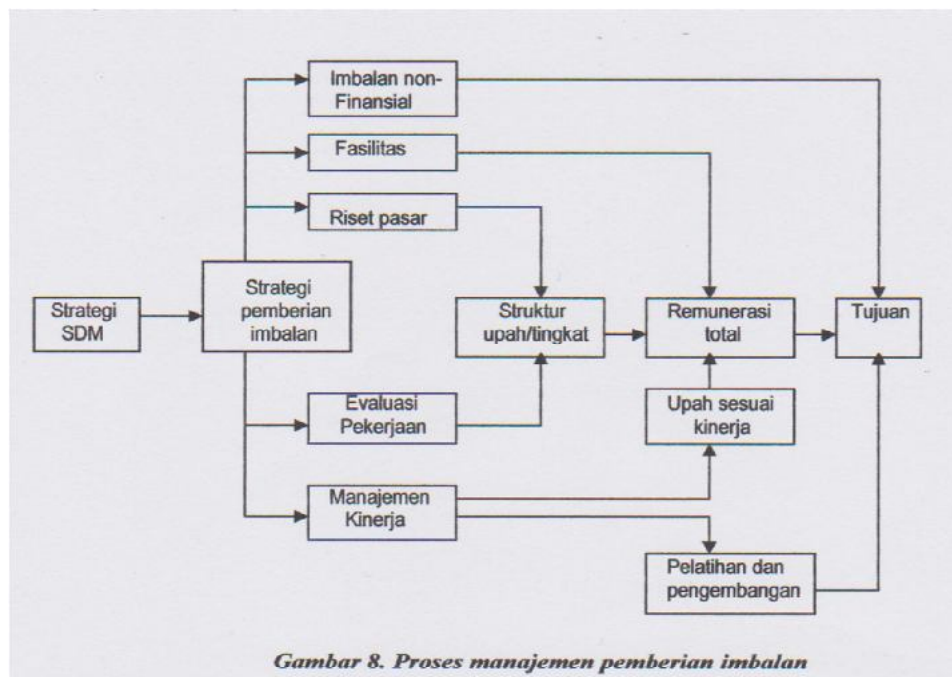 Imbalan non-
Finansial
Fasilitas
Riset pasar
Strategi
SDM
Strategi
pemberian
imbalan
Struktur
upah/tingkat
Remunerasi
total
Tujuan
Evaluasi
Pekerjaan
Upah sesuai
kinerja
Manajemen
Kinerja
Pelatihan dan
pengembangan
Gambar 8. Proses manajemen pemberian imbalan